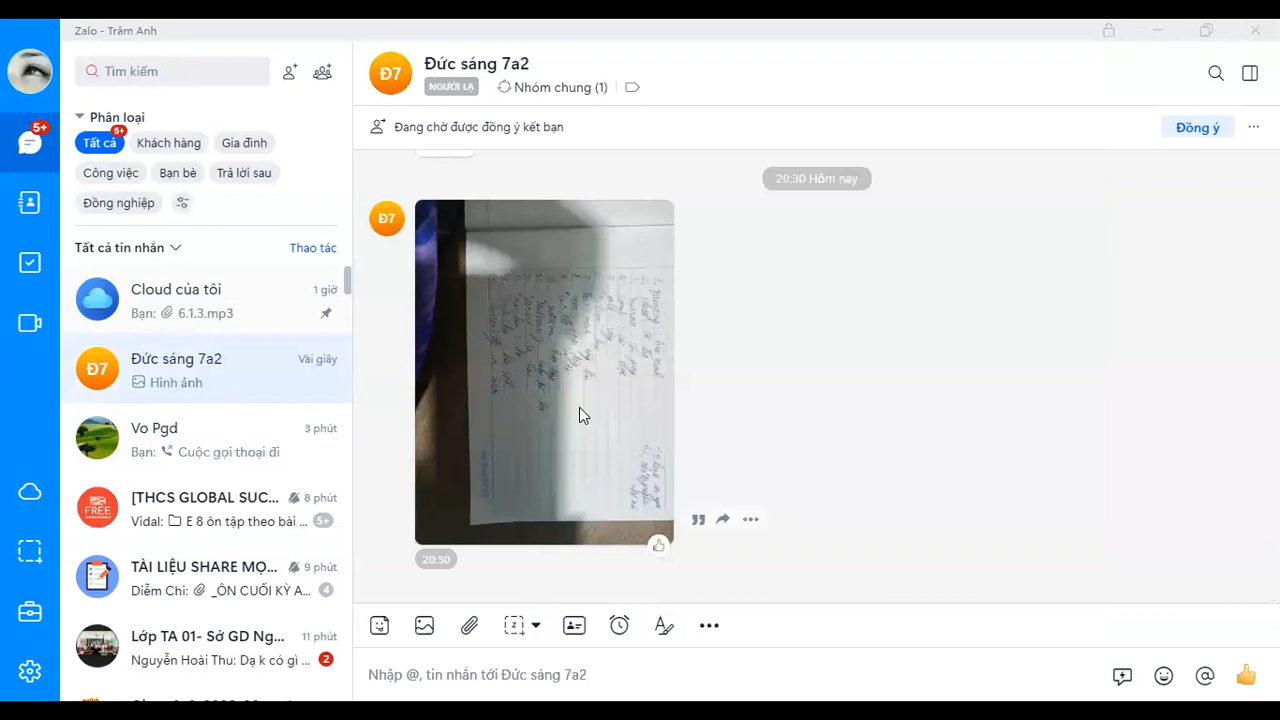 Zalo - Trâm Anh
Tìm kiếm
Phân loại
5+
5+
Tất cả
Khách hàng
Gia đình
Công việc
Bạn bè
Trả lời sau
Đồng nghiệp
Tất cả tin nhắn
Thao tác
Cloud của tôi
1 giờ
Bạn: 6.1.3.mp3
Đ7
Đức sáng 7a2
Vài giây
Hình ảnh
Vo Pgd
3 phút
Bạn: Cuộc gọi thoại đi
FREE
[THCS GLOBAL SUC...
8 phút
Vidal: E 8 ôn tập theo bài ...
5+
TÀI LIỆU SHARE MỌ...
9 phút
Diễm Chi: _ÔN CUỐI KỲ A...
4
Lớp TA 01- Sở GD Ng...
11 phút
Nguyễn Hoài Thu: Dạ k có gì ...
2
Đ7
Đức sáng 7a2
NGƯỜI LẠ
Nhóm chung (1)
Đang chờ được đồng ý kết bạn
Đồng ý
20:30 Hôm nay
Đ7
20:30
Nhập @, tin nhắn tới Đức sáng 7a2